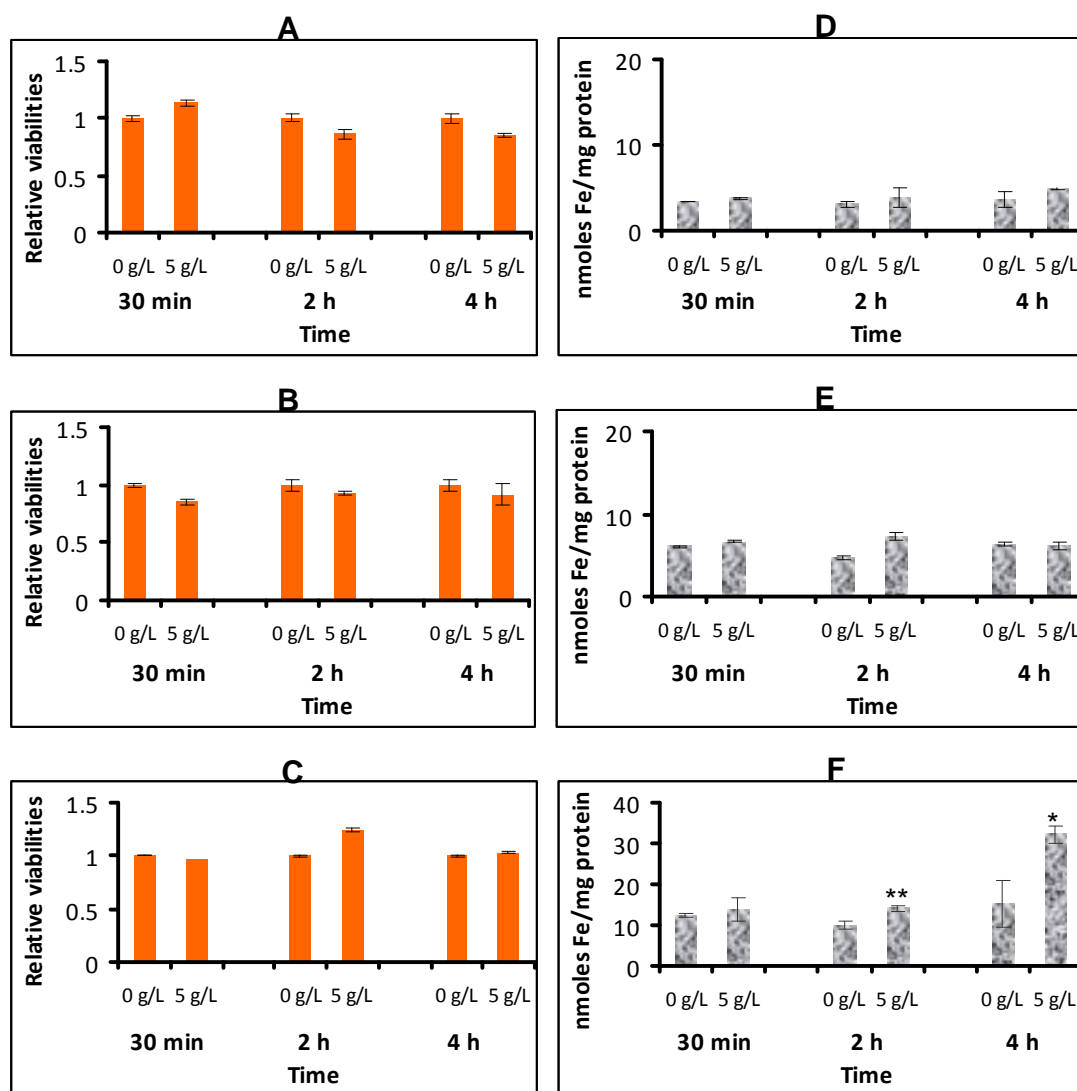 A
Relative viabilities
1.5
1
0.5
0
0 g/L 5 g/L 0 g/L 5 g/L 0 g/L 5 g/L
30 min 2 h 4 h
Time
D
nmoles Fe/mg protein
20
10
0
0 g/L 5 g/L 0 g/L 5 g/L 0 g/L 5 g/L
30 min 2 h 4 h
Time
B
Relative viabilities
1.5
1
0.5
0
0 g/L 5 g/L 0 g/L 5 g/L 0 g/L 5 g/L
30 min 2 h 4 h
Time
E
nmoles Fe/mg protein
20
10
0
0 g/L 5 g/L 0 g/L 5 g/L 0 g/L 5 g/L
30 min 2 h 4 h
Time
C
Relative viabilities
1.5
1
0.5
0
0 g/L 5 g/L 0 g/L 5 g/L 0 g/L 5 g/L
30 min 2 h 4 h
Time
F
nmoles Fe/mg protein
40
30
20
10
0
**
*
0 g/L 5 g/L 0 g/L 5 g/L 0 g/L 5 g/L
30 min 2 h 4 h
Time